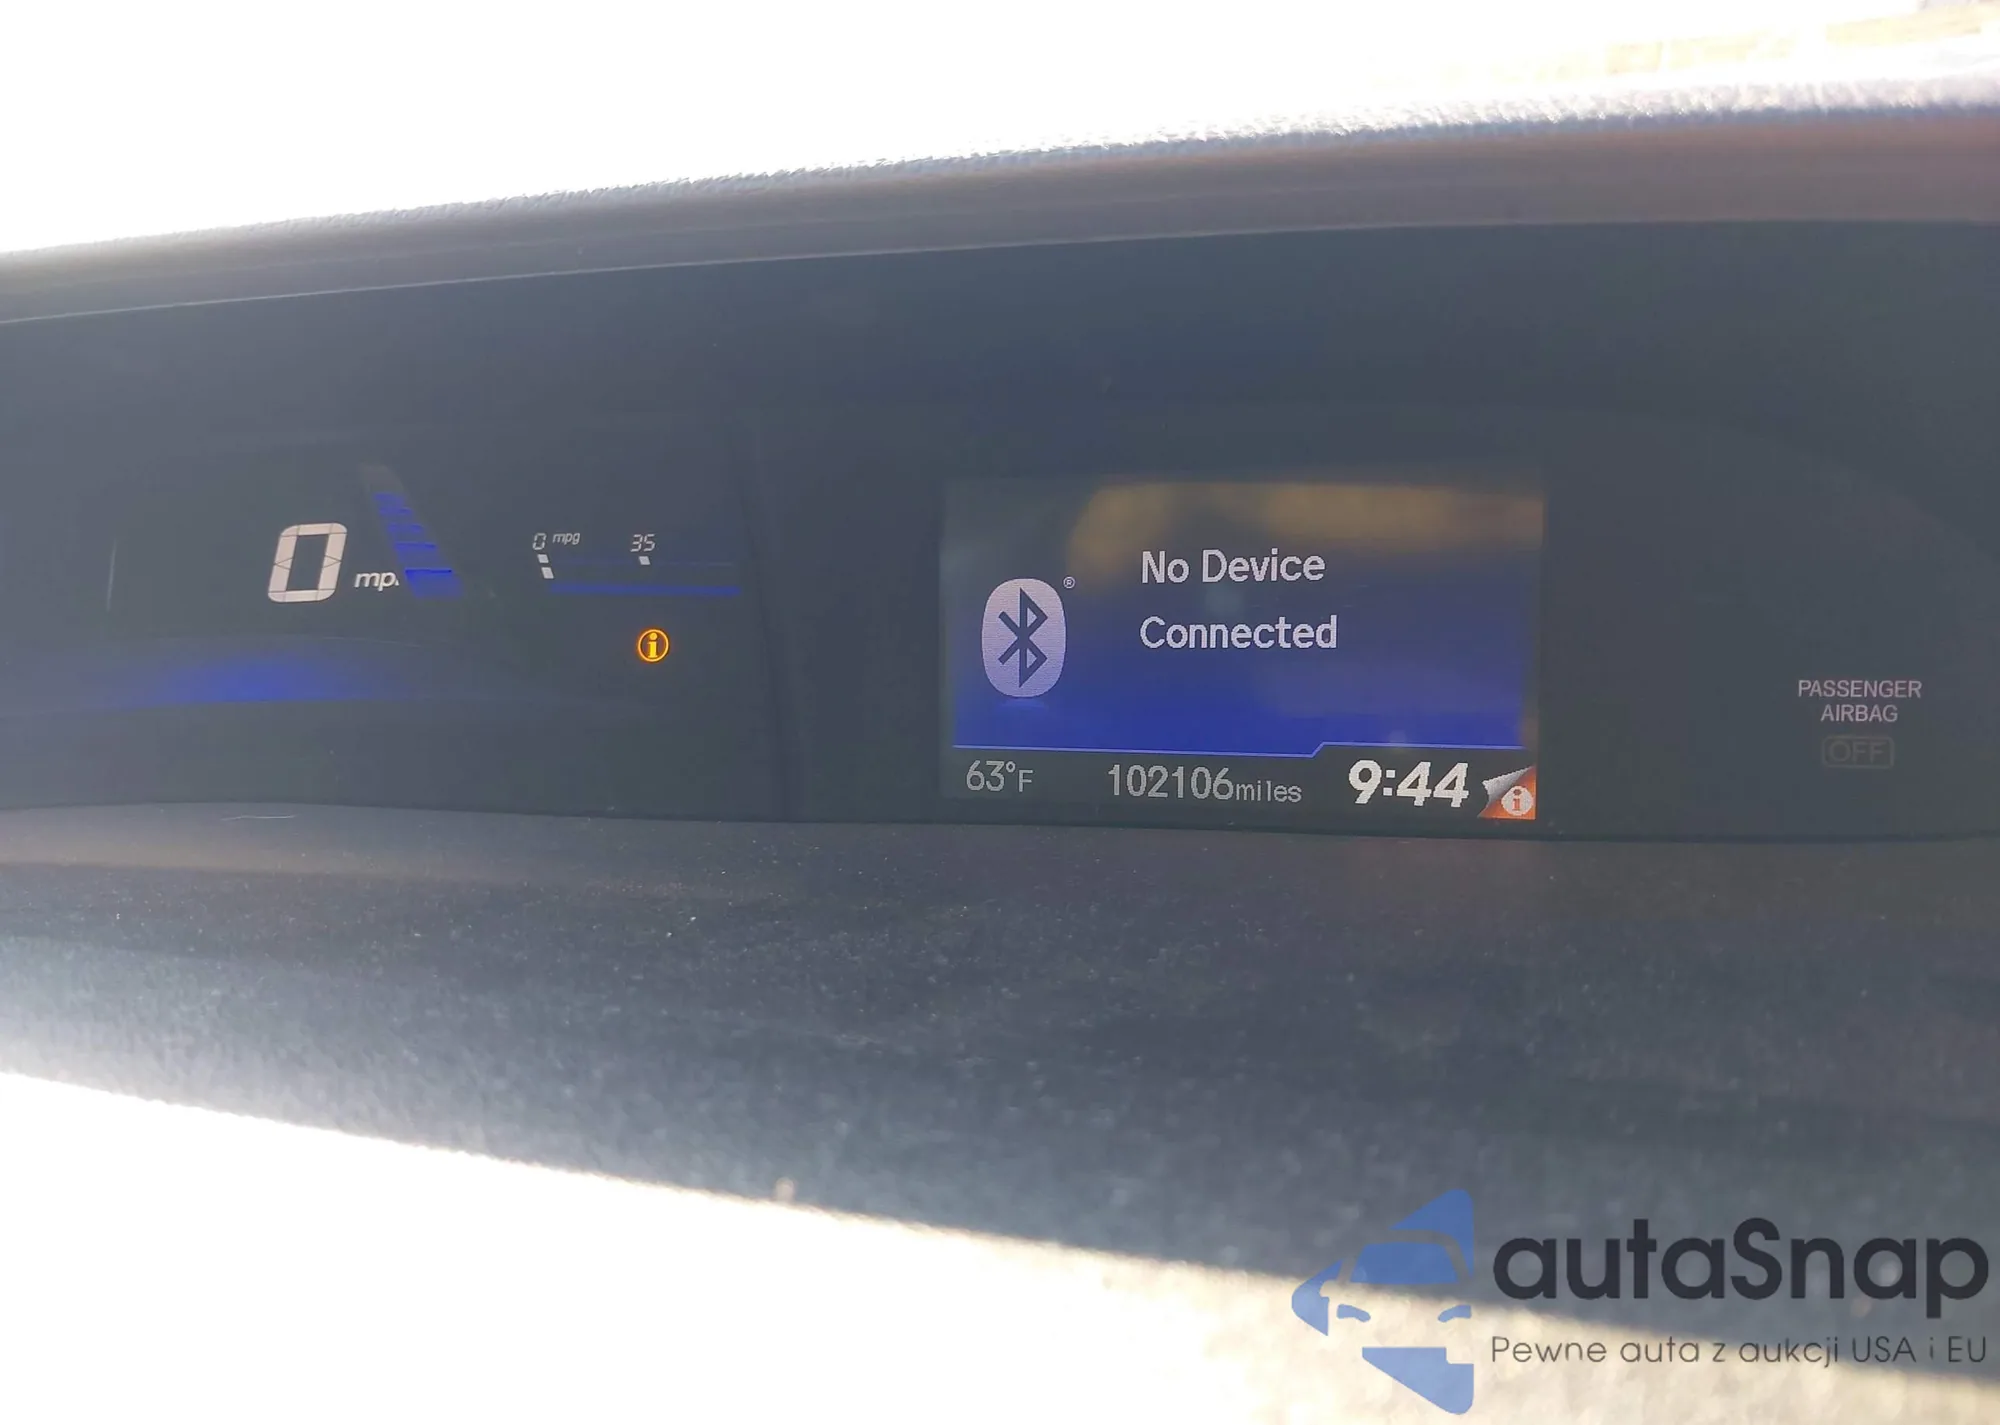 0 mph
0 mpg 35
i
No Device
Connected
®
63°F 102106miles 9:44 i
PASSENGER
AIRBAG
OFF
autaSnap
Pewne auta z aukcji USA i EU